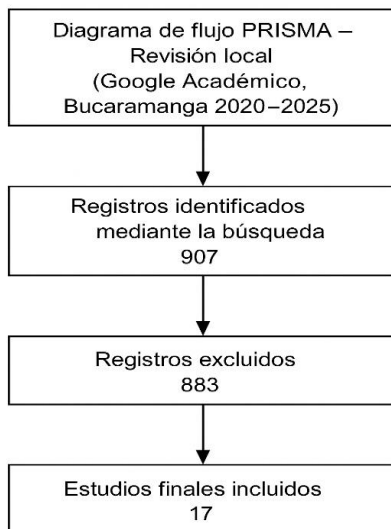 Diagrama de flujo PRISMA –
Revisión local
(Google Académico,
Bucaramanga 2020–2025)
Registros identificados
mediante la búsqueda
907
Registros excluidos
883
Estudios finales incluidos
17